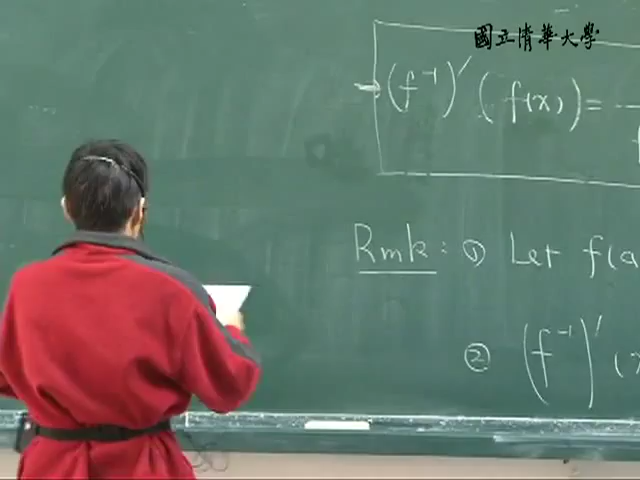 國立清華大學
(f⁻¹)′(f(x)) =
Rmk: ① Let f(a
② (f⁻¹)′(x